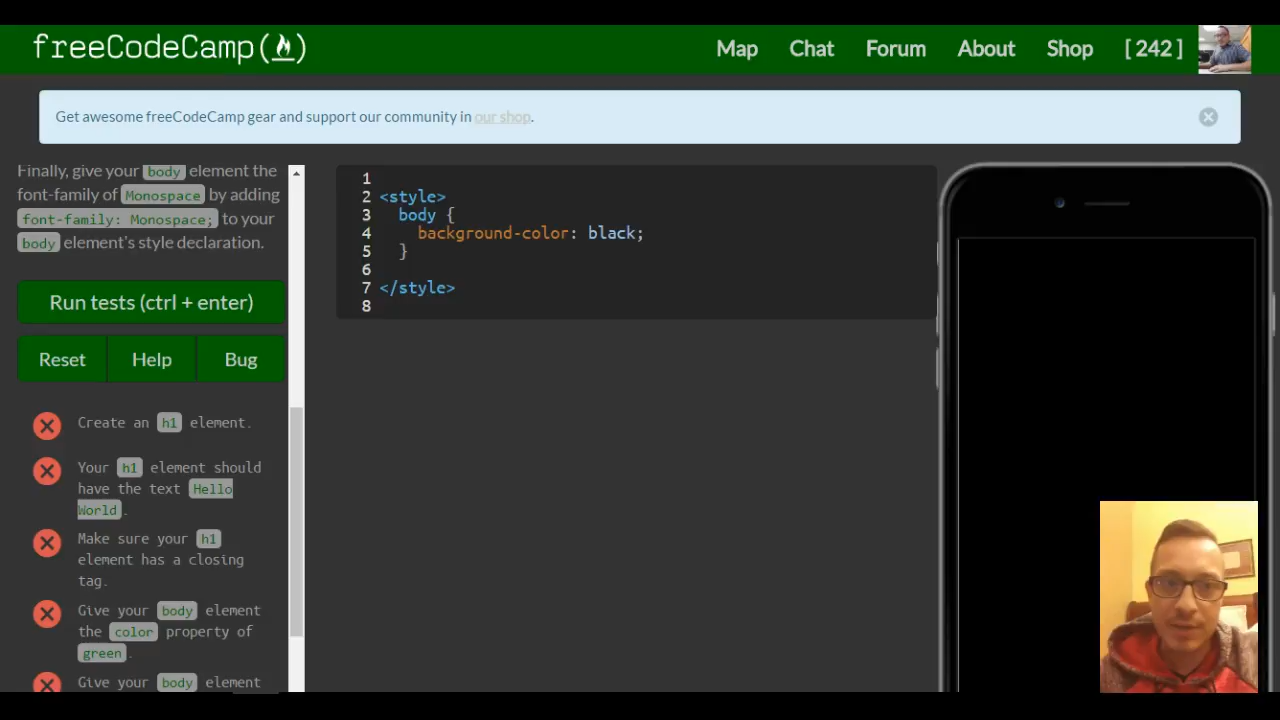 freeCodeCamp(🔥)
Map Chat Forum About Shop [ 242 ]
Get awesome freeCodeCamp gear and support our community in our shop.
Finally, give your body element the
font-family of Monospace by adding
font-family: Monospace; to your
body element's style declaration.
Run tests (ctrl + enter)
Reset Help Bug
Create an h1 element.
Your h1 element should
have the text Hello
World.
Make sure your h1
element has a closing
tag.
Give your body element
the color property of
green.
Give your body element
1
2 <style>
3 body {
4 background-color: black;
5 }
6
7 </style>
8